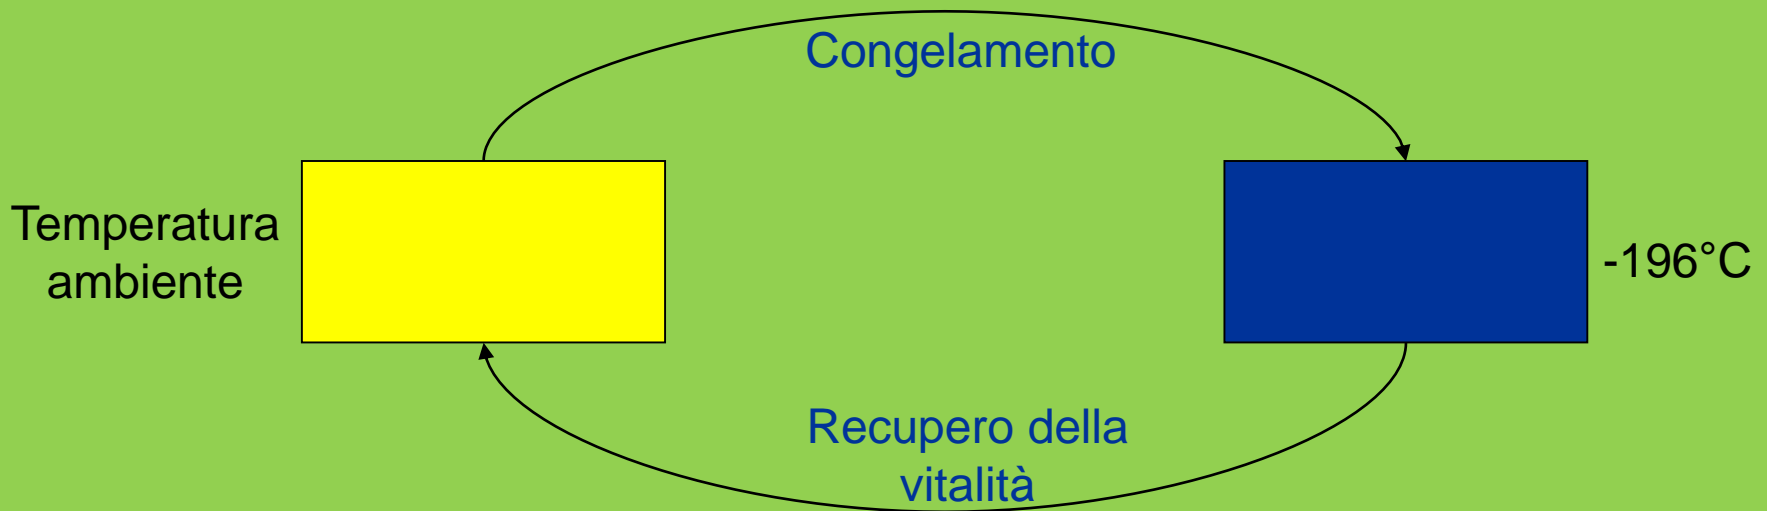 Congelamento
Temperatura
ambiente
-196°C
Recupero della
vitalità